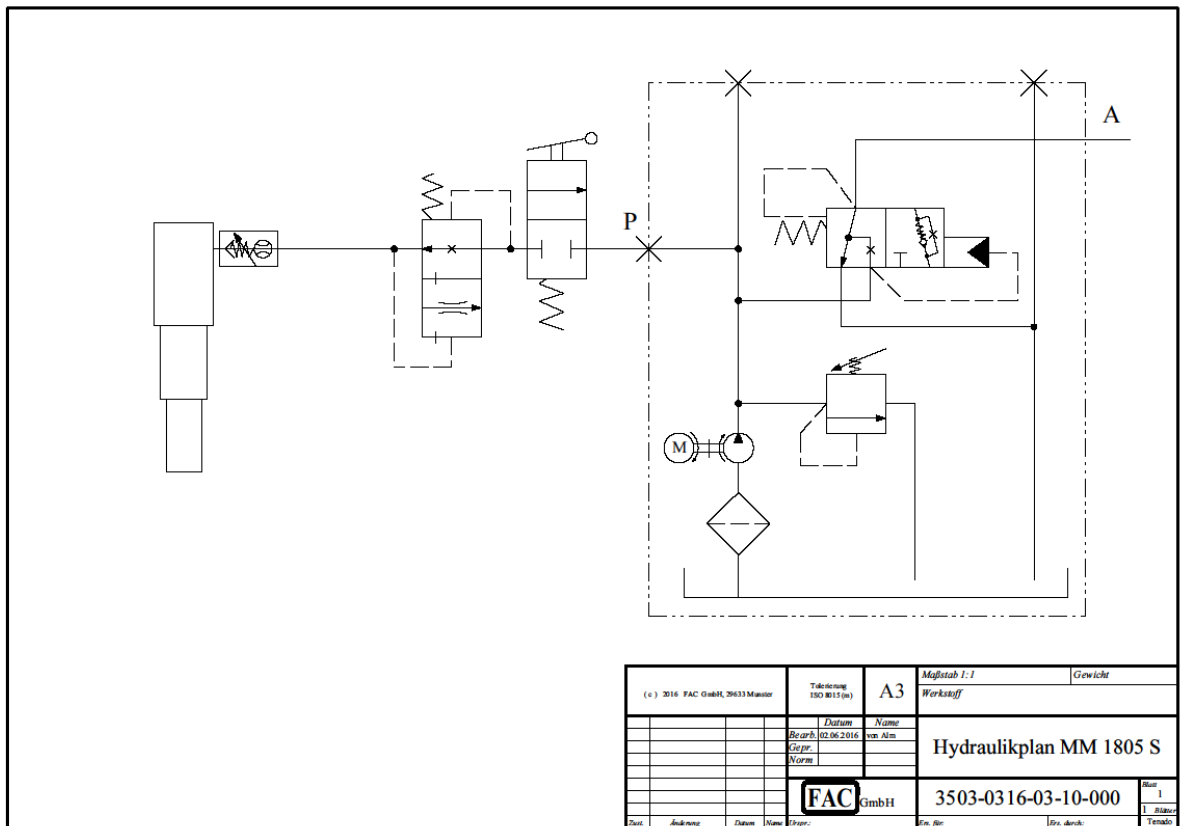 A
P
M
( c ) 2016 FAC GmbH, 29633 Munster
Tolerierung
ISO 8015 (m)
A3
Maßstab 1:1
Gewicht
Werkstoff
Datum
Name
Bearb.
02.06.2016
von Alm
Gepr.
Norm
Hydraulikplan MM 1805 S
FAC GmbH
3503-0316-03-10-000
Blatt
1
1 Blätter
Zust.
Änderung
Datum
Name
Urspr.:
Ers. für:
Ers. durch:
Tenado